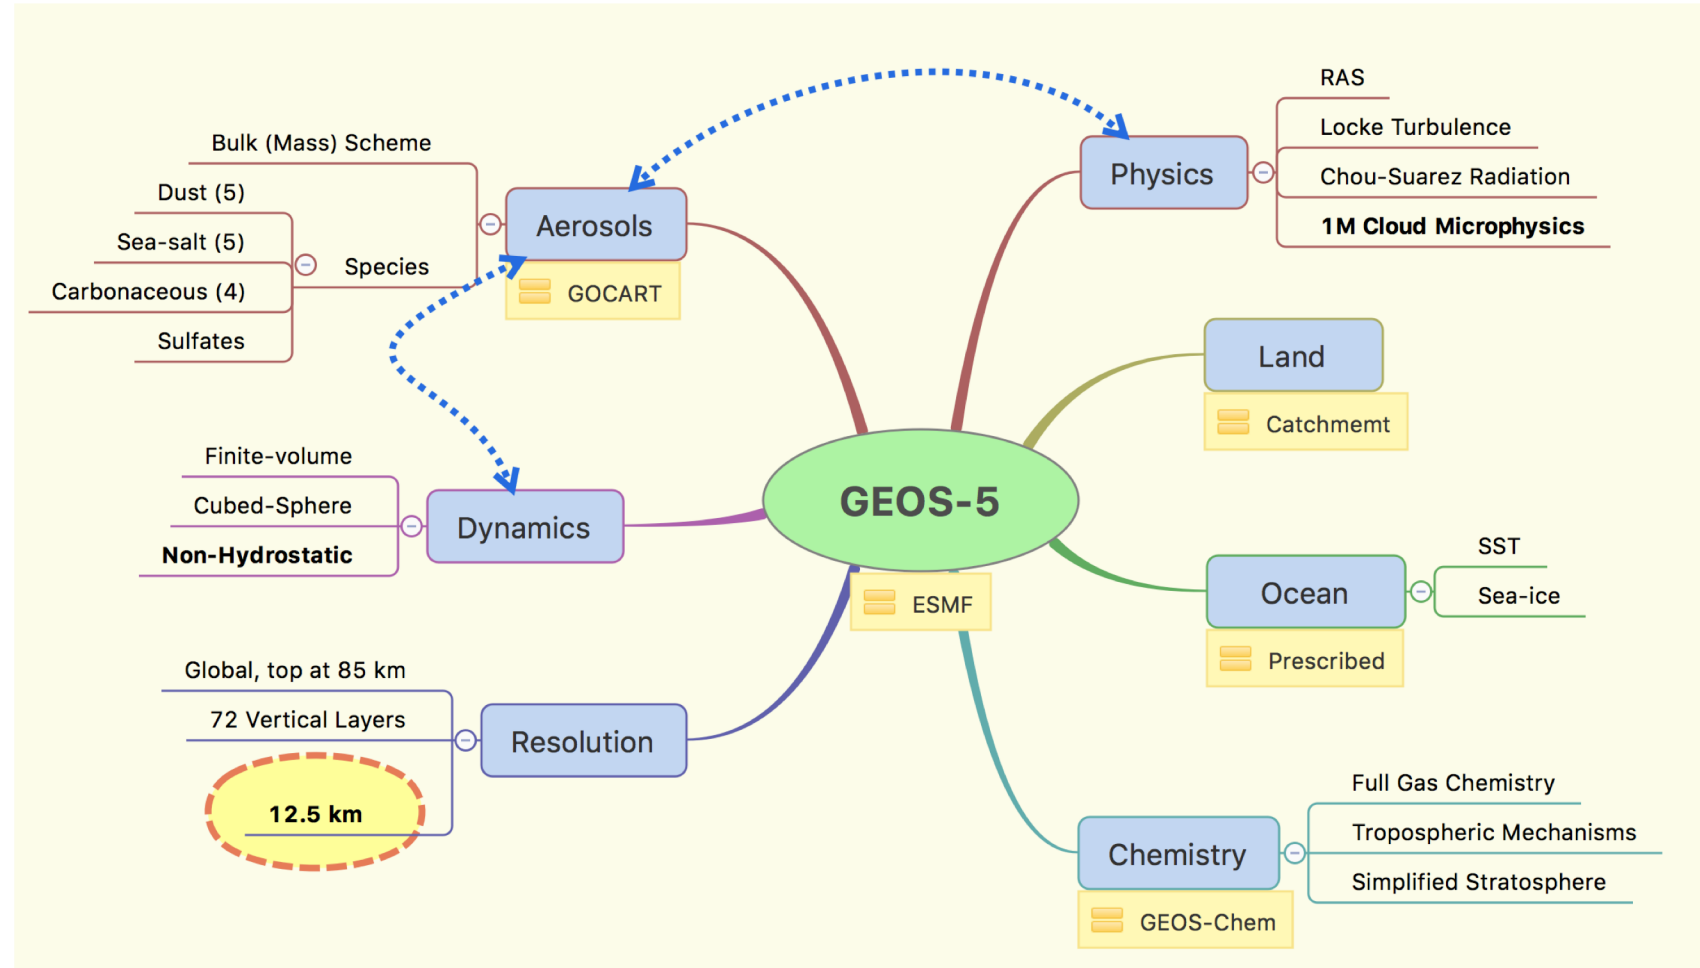 RAS
Locke Turbulence
Chou-Suarez Radiation
1M Cloud Microphysics
Physics
Bulk (Mass) Scheme
Dust (5)
Sea-salt (5)
Carbonaceous (4)
Sulfates
Species
Aerosols
GOCART
Land
Catchmemt
Finite-volume
Cubed-Sphere
Non-Hydrostatic
Dynamics
GEOS-5
ESMF
Ocean
Prescribed
SST
Sea-ice
Global, top at 85 km
72 Vertical Layers
12.5 km
Resolution
Chemistry
GEOS-Chem
Full Gas Chemistry
Tropospheric Mechanisms
Simplified Stratosphere